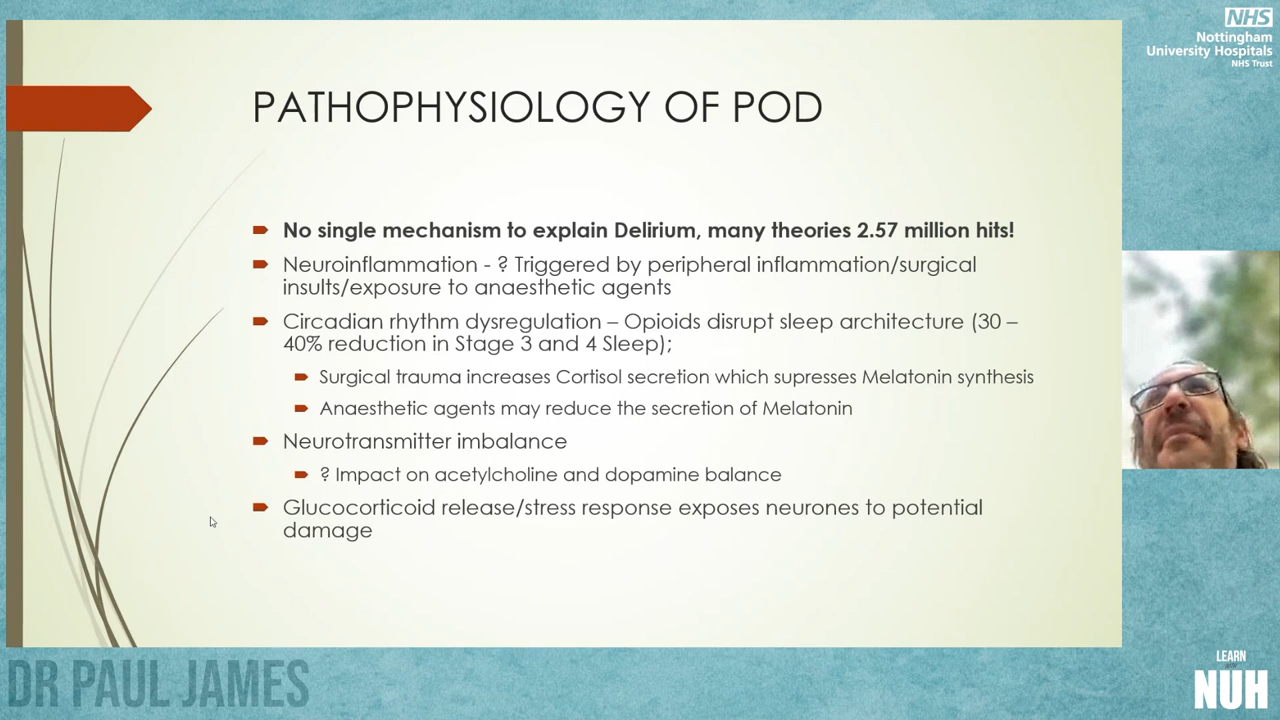 PATHOPHYSIOLOGY OF POD
No single mechanism to explain Delirium, many theories 2.57 million hits!
Neuroinflammation - ? Triggered by peripheral inflammation/surgical
insults/exposure to anaesthetic agents
Circadian rhythm dysregulation – Opioids disrupt sleep architecture (30 –
40% reduction in Stage 3 and 4 Sleep);
Surgical trauma increases Cortisol secretion which supresses Melatonin synthesis
Anaesthetic agents may reduce the secretion of Melatonin
Neurotransmitter imbalance
? Impact on acetylcholine and dopamine balance
Glucocorticoid release/stress response exposes neurones to potential
damage
NHS
Nottingham
University Hospitals
NHS Trust
DR PAUL JAMES
LEARN
NUH